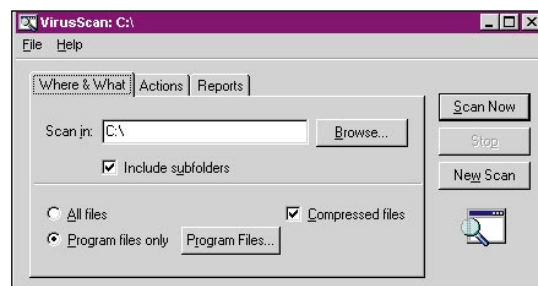 VirusScan: C:\
File Help
Where & What Actions Reports
Scan in: C:\ Browse...
Include subfolders
All files Compressed files
Program files only Program Files...
Scan Now
Stop
New Scan